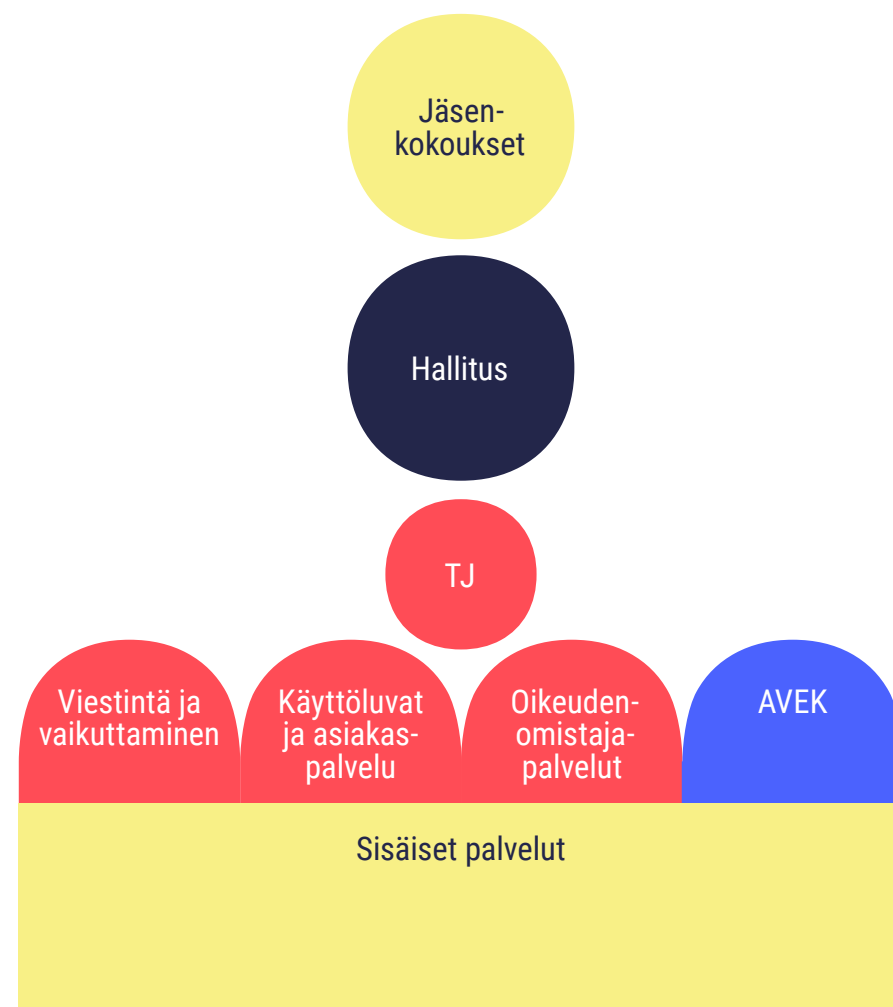 Jäsen-
kokoukset
Hallitus
TJ
Viestintä ja
vaikuttaminen
Käyttöluvat
ja asiakas-
palvelu
Oikeuden-
omistaja-
palvelut
AVEK
Sisäiset palvelut